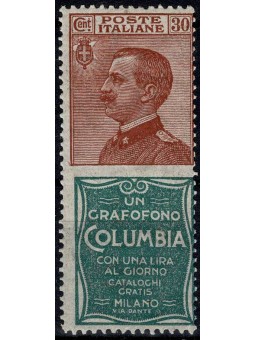 POSTE
Cent ITALIANE 30
UN
GRAFOFONO
COLUMBIA
CON UNA LIRA
AL GIORNO
CATALOGHI
GRATIS
MILANO
VIA DANTE